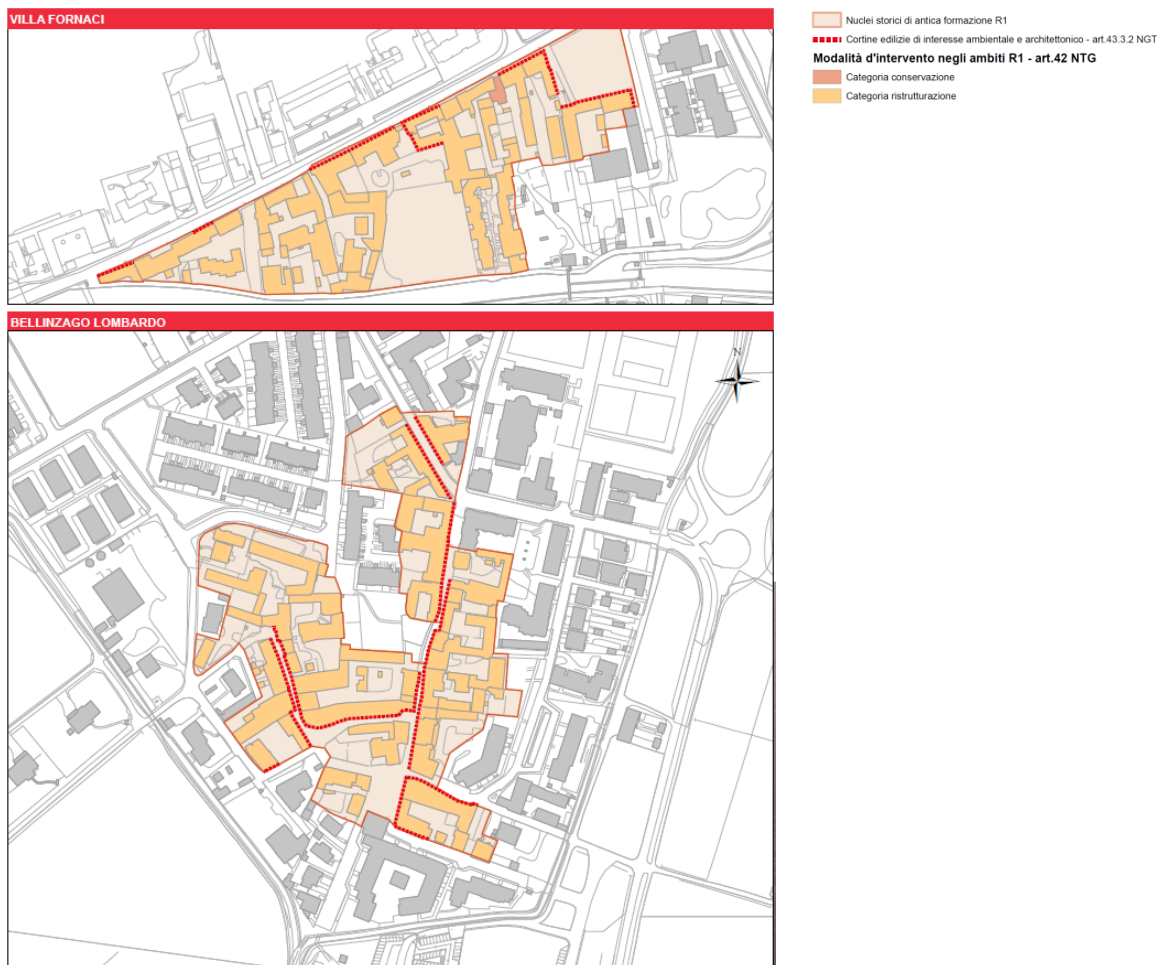 VILLA FORNACI
Nuclei storici di antica formazione R1
Cortine edilizie di interesse ambientale e architettonico - art.43.3.2 NGT
Modalità d'intervento negli ambiti R1 - art.42 NTG
Categoria conservazione
Categoria ristrutturazione
BELLINZAGO LOMBARDO
N